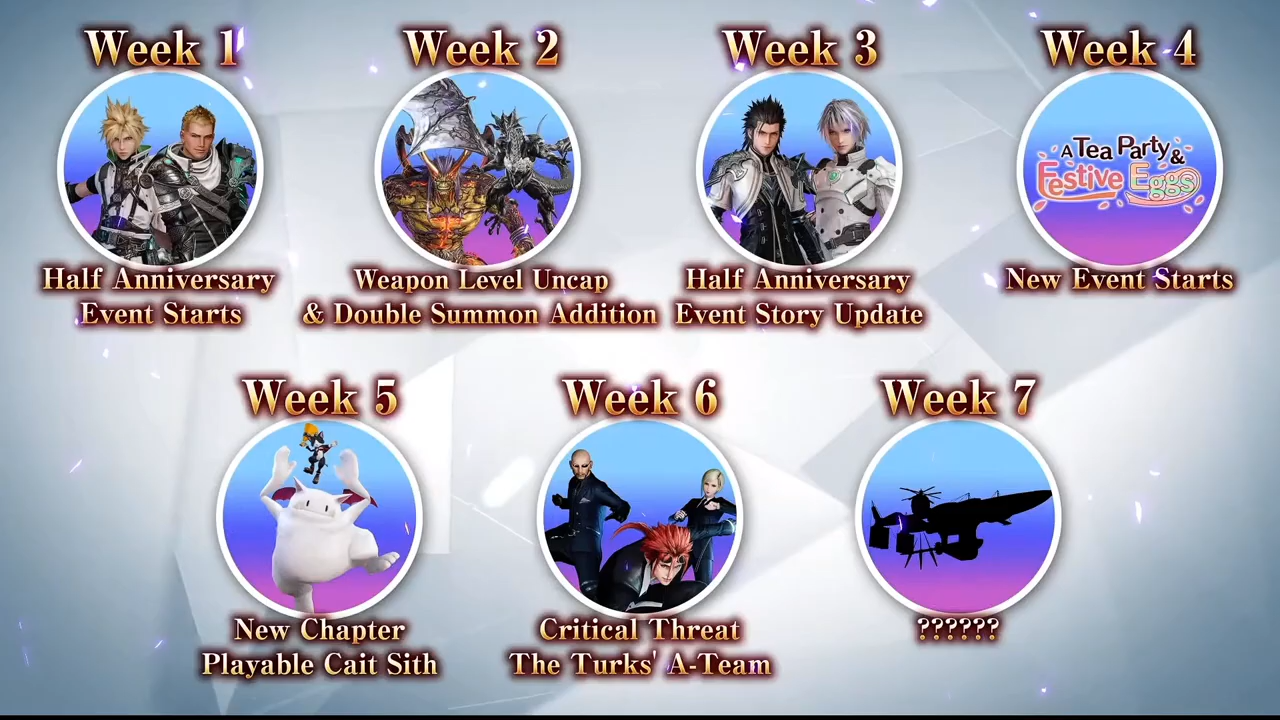 Week 1
Week 2
Week 3
Week 4
A Tea Party &
Festive Eggs
Half Anniversary
Event Starts
Weapon Level Uncap
& Double Summon Addition
Half Anniversary
Event Story Update
New Event Starts
Week 5
Week 6
Week 7
New Chapter
Playable Cait Sith
Critical Threat
The Turks' A-Team
??????